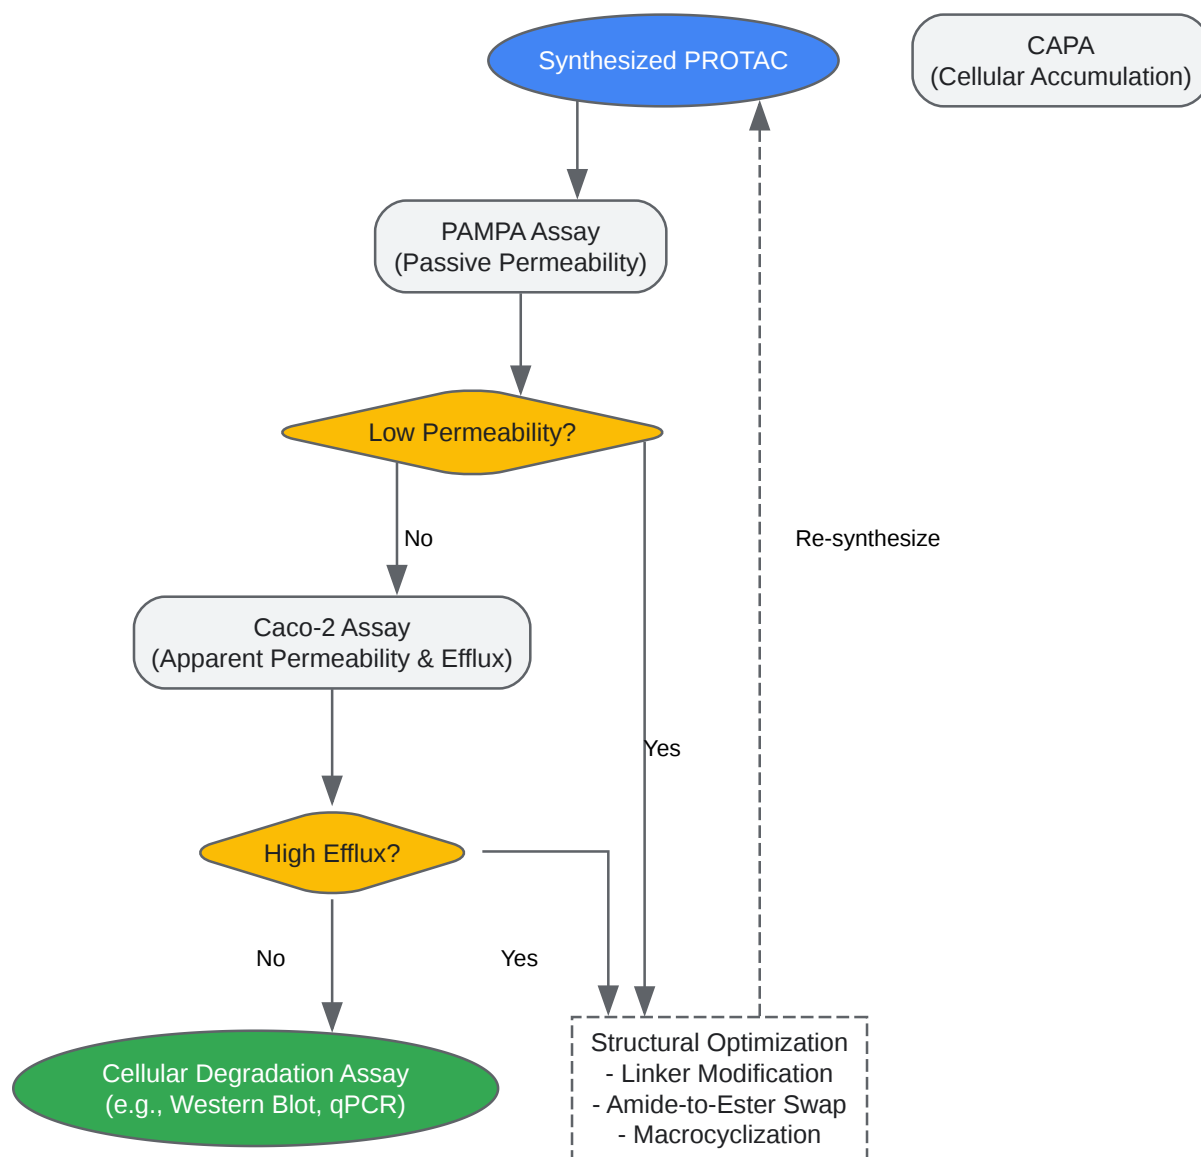 Synthesized PROTAC
CAPA
(Cellular Accumulation)
PAMPA Assay
(Passive Permeability)
Low Permeability?
No
Re-synthesize
Caco-2 Assay
(Apparent Permeability & Efflux)
Yes
High Efflux?
No
Yes
Cellular Degradation Assay
(e.g., Western Blot, qPCR)
Structural Optimization
- Linker Modification
- Amide-to-Ester Swap
- Macrocyclization